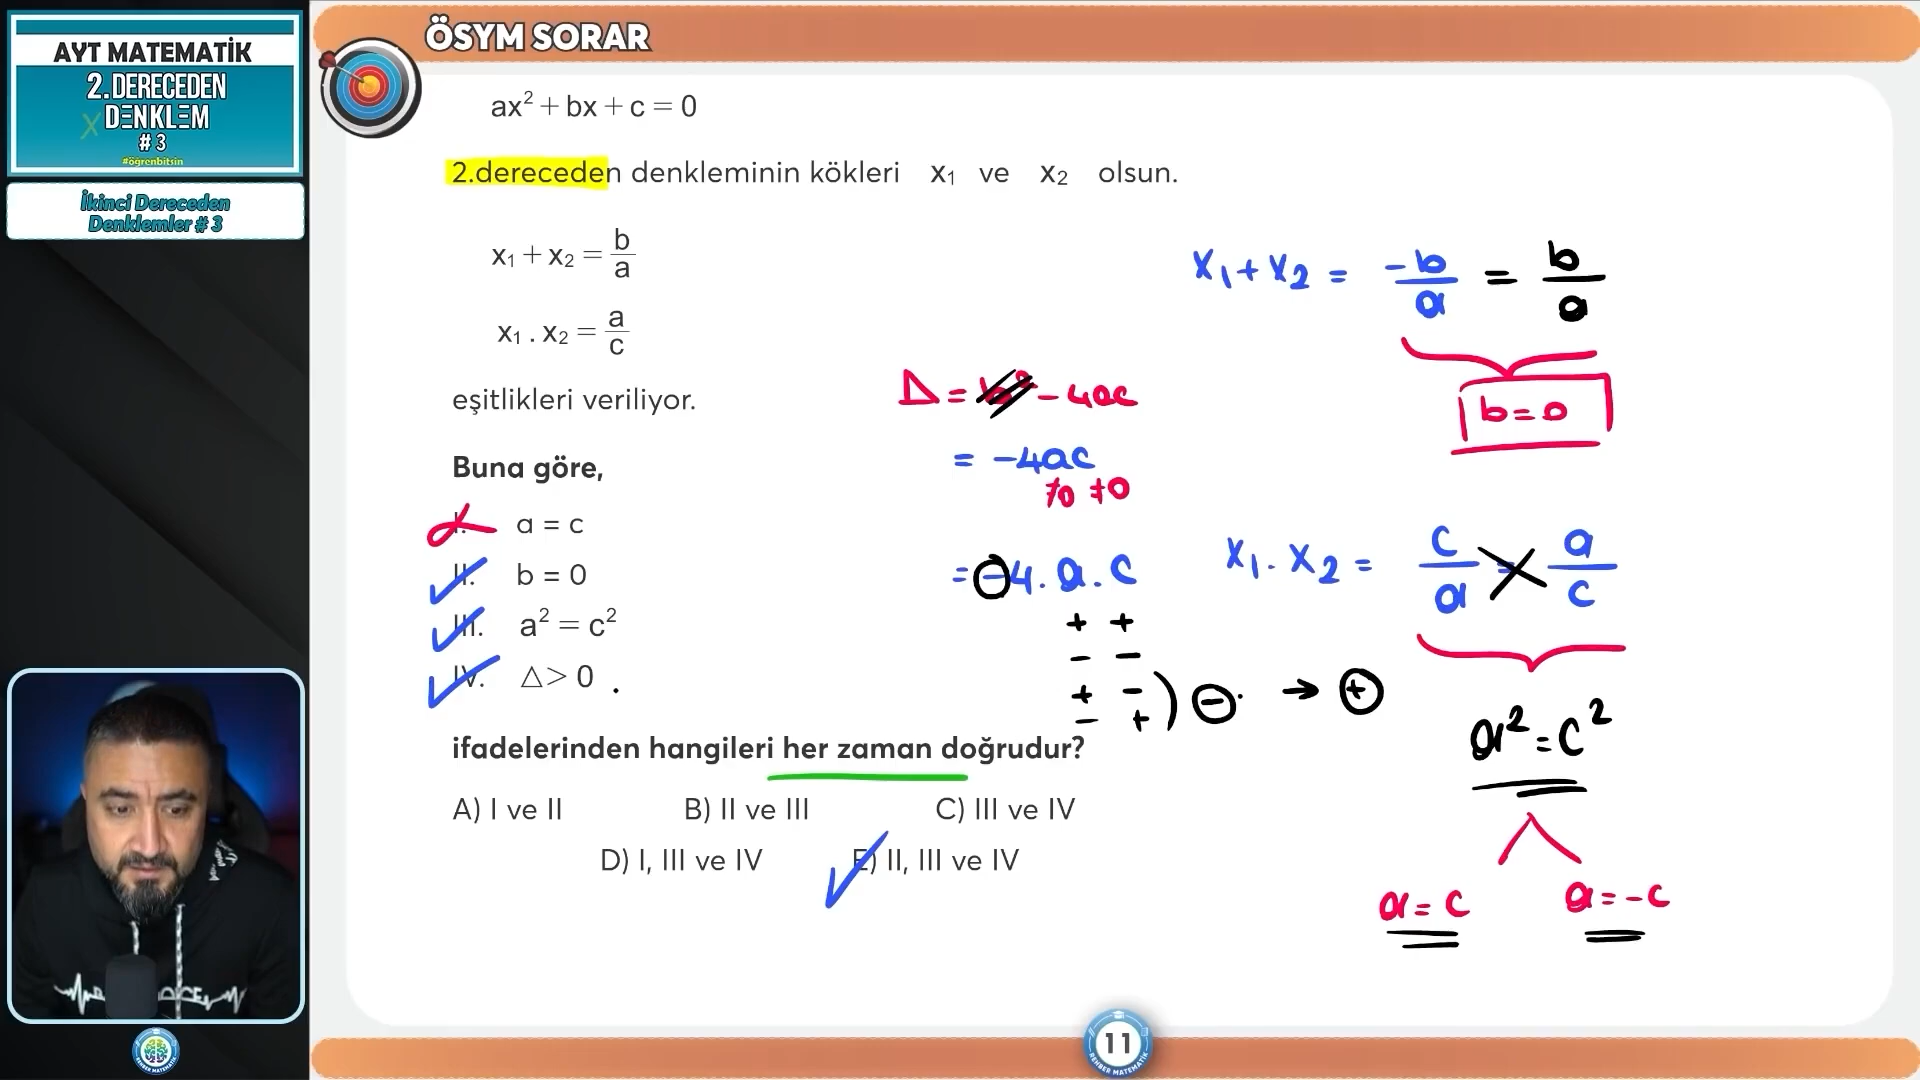 AYT MATEMATİK
2.DERECEDEN
DENKLEM
# 3
#öğrenbitsin
İkinci Dereceden
Denklemler # 3
ÖSYM SORAR
ax² + bx + c = 0
2.dereceden denkleminin kökleri x₁ ve x₂ olsun.
x₁ + x₂ = b/a
x₁ . x₂ = a/c
eşitlikleri veriliyor.
Buna göre,
I. a = c
II. b = 0
III. a² = c²
IV. △> 0 .
ifadelerinden hangileri her zaman doğrudur?
A) I ve II B) II ve III C) III ve IV
D) I, III ve IV E) II, III ve IV
Δ = b² - 4ac
= -4ac
≠0 ≠0
= -4. a. c
+ +
- -
+ - ) - → +
- +
x₁ + x₂ = -b/a = b/a
b = 0
x₁ . x₂ = c/a = a/c
a² = c²
a = c a = -c
11
REHBER MATEMATİK